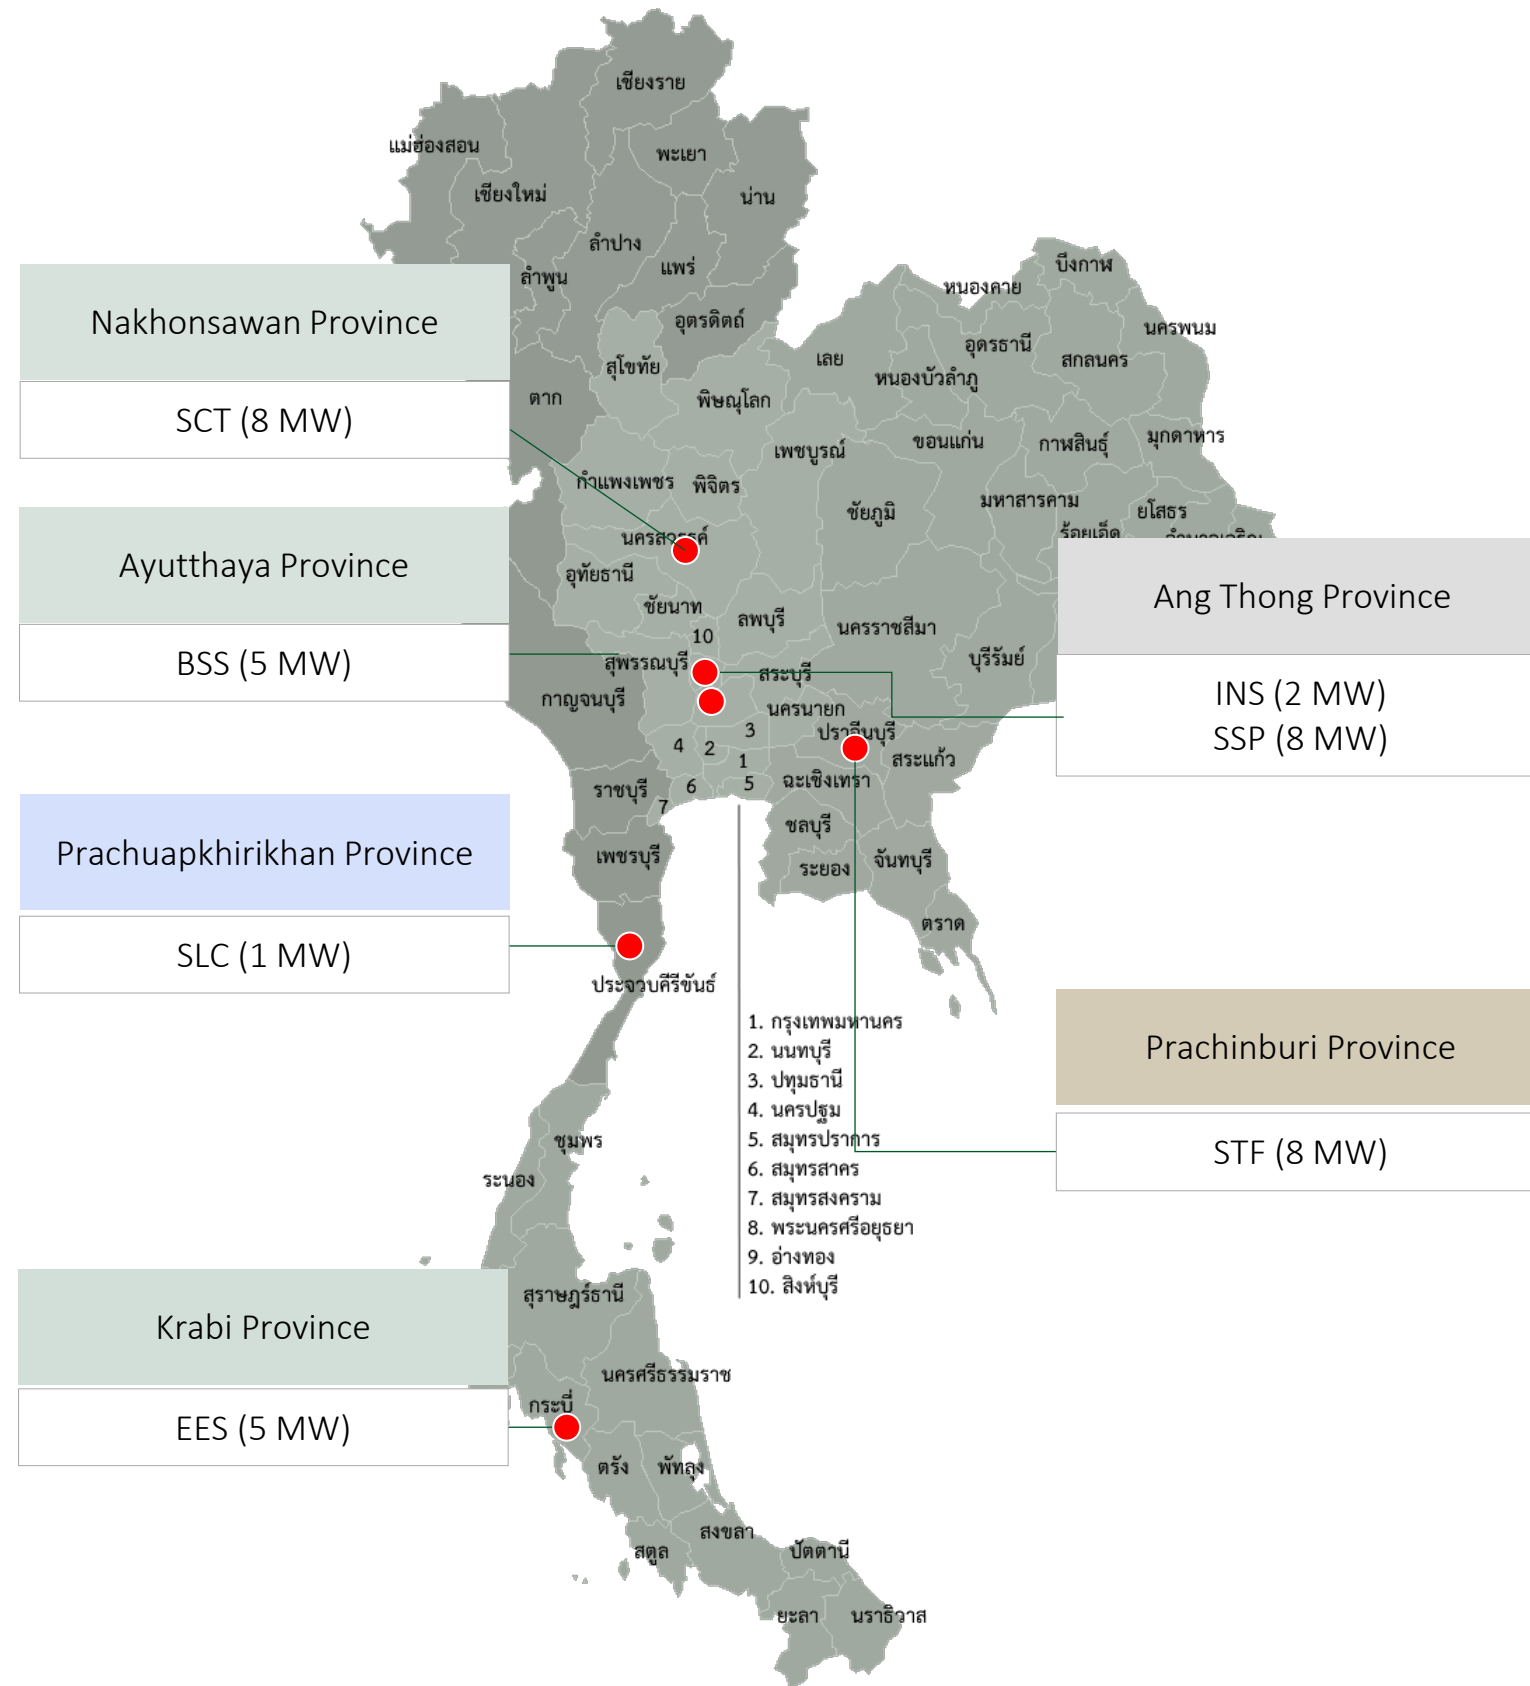 เชียงราย
แม่ฮ่องสอน
พะเยา
เชียงใหม่
น่าน
ลำปาง
แพร่
ลำพูน
บึงกาฬ
หนองคาย
Nakhonsawan Province
SCT (8 MW)
อุตรดิตถ์
นครพนม
สุโขทัย
เลย
อุดรธานี
สกลนคร
หนองบัวลำภู
ตาก
พิษณุโลก
เพชบูรณ์
ขอนแก่น
กาฬสินธุ์
มุกดาหาร
กำแพงเพชร
พิจิตร
ชัยภูมิ
มหาสารคาม
ยโสธร
ร้อยเอ็ด
นครสวรรค์
Ayutthaya Province
BSS (5 MW)
Ang Thong Province
INS (2 MW)
SSP (8 MW)
อุทัยธานี
ชัยนาท
ลพบุรี
นครราชสีมา
10
สุพรรณบุรี
สระบุรี
บุรีรัมย์
กาญจนบุรี
นครนายก
ปราจีนบุรี
3
4
2
1
สระแก้ว
ราชบุรี
6
5
ฉะเชิงเทรา
7
ชลบุรี
Prachuapkhirikhan Province
SLC (1 MW)
เพชรบุรี
ระยอง
จันทบุรี
ตราด
ประจวบคีรีขันธ์
1. กรุงเทพมหานคร
2. นนทบุรี
3. ปทุมธานี
4. นครปฐม
5. สมุทรปราการ
6. สมุทรสาคร
7. สมุทรสงคราม
8. พระนครศรีอยุธยา
9. อ่างทอง
10. สิงห์บุรี
Prachinburi Province
STF (8 MW)
ชุมพร
ระนอง
สุราษฎร์ธานี
Krabi Province
EES (5 MW)
นครศรีธรรมราช
กระบี่
ตรัง
พัทลุง
สงขลา
สตูล
ปัตตานี
ยะลา
นราธิวาส